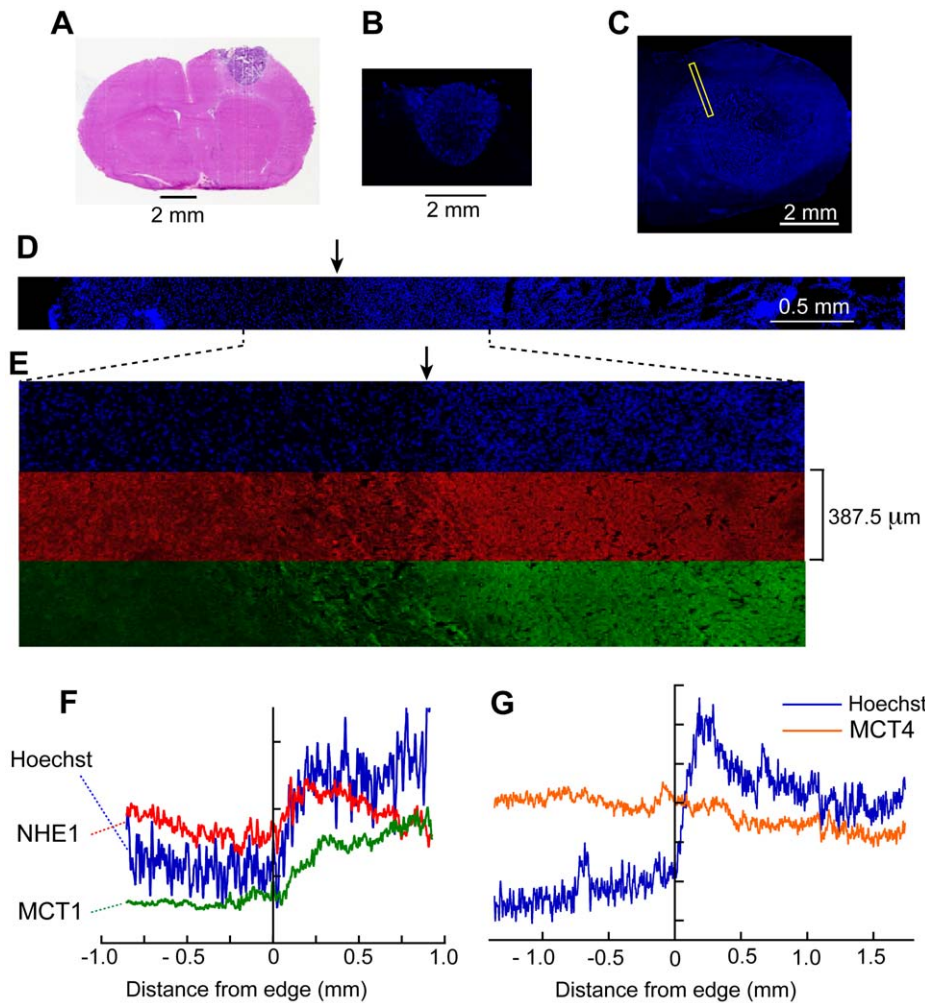 A
B
C
2 mm
2 mm
2 mm
D
0.5 mm
E
387.5 μm
F
Hoechst
NHE1
MCT1
-1.0
- 0.5
0
0.5
1.0
Distance from edge (mm)
G
Hoechst
MCT4
- 1.0
-0.5
0
0.5
1.0
1.5
Distance from edge (mm)